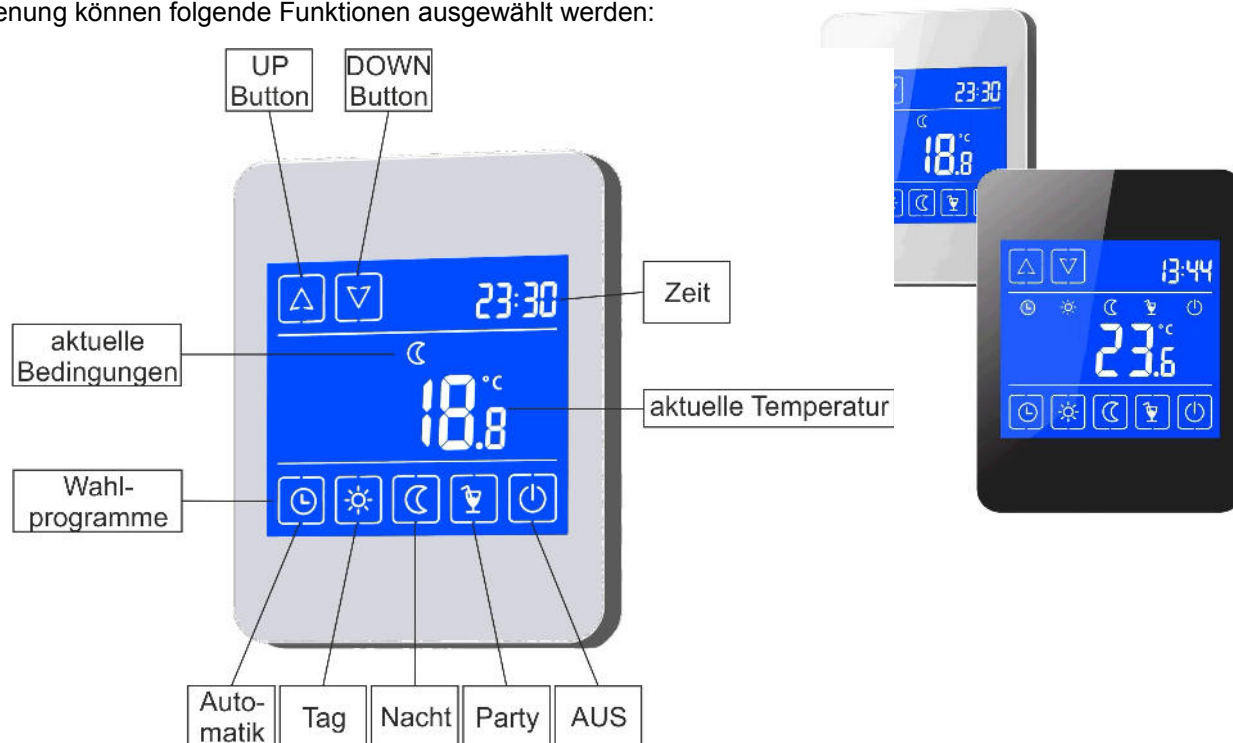 enung können folgende Funktionen ausgewählt werden:
UP
Button
DOWN
Button
23:30
Zeit
aktuelle
Bedingungen
18.8 °C
aktuelle Temperatur
Wahl-
programme
Auto-
matik
Tag
Nacht
Party
AUS
23:30
18.8 °C
13:44
23.6 °C